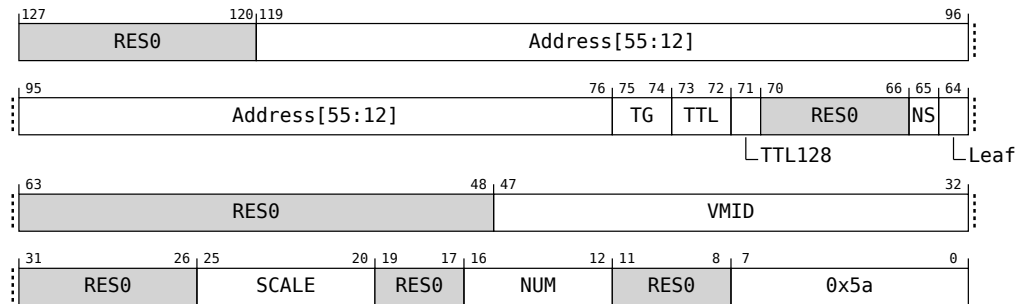 127 120 119 96
RES0 Address[55:12]
95 76 75 74 73 72 71 70 66 65 64
Address[55:12] TG TTL RES0 NS
TTL128 Leaf
63 48 47 32
RES0 VMID
31 26 25 20 19 17 16 12 11 8 7 0
RES0 SCALE RES0 NUM RES0 0x5a